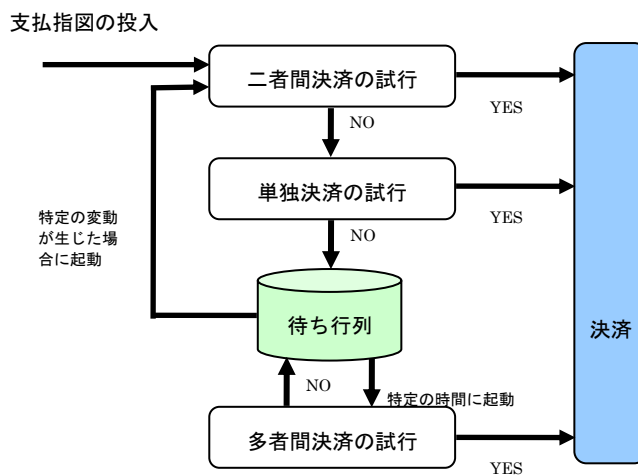 支払指図の投入
二者間決済の試行
YES
NO
単独決済の試行
YES
NO
特定の変動
が生じた場
合に起動
待ち行列
決済
NO
特定の時間に起動
多者間決済の試行
YES